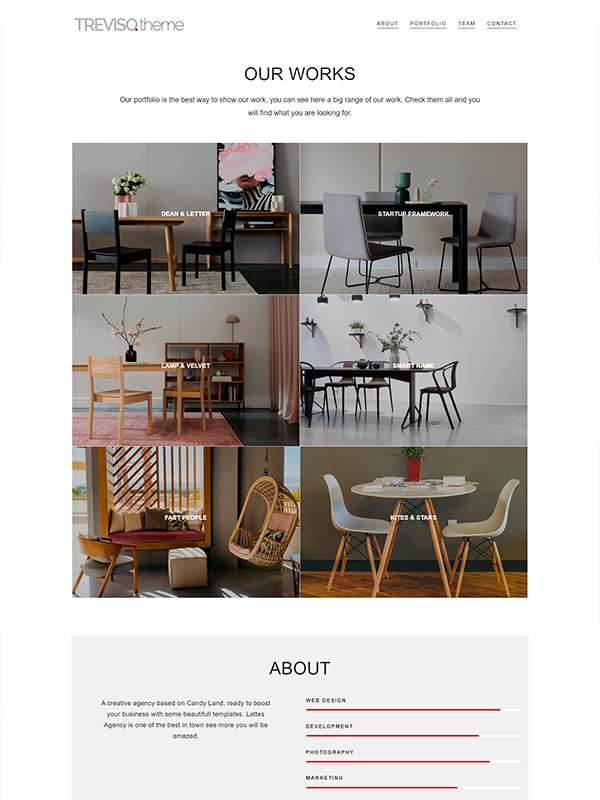 TREVISO.theme
ABOUT
PORTFOLIO
TEAM
CONTACT
OUR WORKS
Our portfolio is the best way to show our work, you can see here a big range of our work. Check them all and you
will find what you are looking for.
DEAN & LETTER
STARTUP FRAMEWORK
LAMP & VELVET
SMART NAME
FAST PEOPLE
KITES & STARS
ABOUT
A creative agency based on Candy Land, ready to boost
your business with some beautifull templates. Lattes
Agency is one of the best in town see more you will be
amazed.
WEB DESIGN
DEVELOPMENT
PHOTOGRAPHY
MARKETING